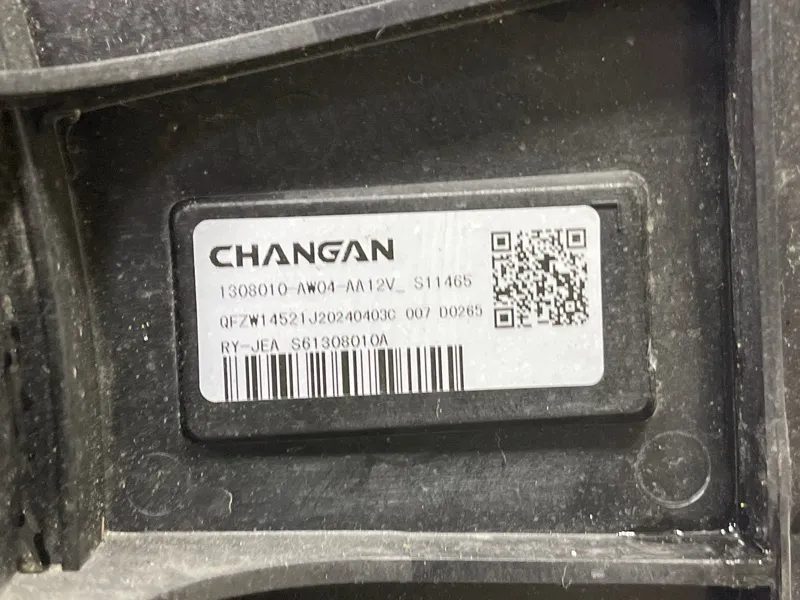 CHANGAN
1308010-AW04-AA12V_ S11465
QFZW14521J20240403C 007 D0265
RY-JEA S61308010A